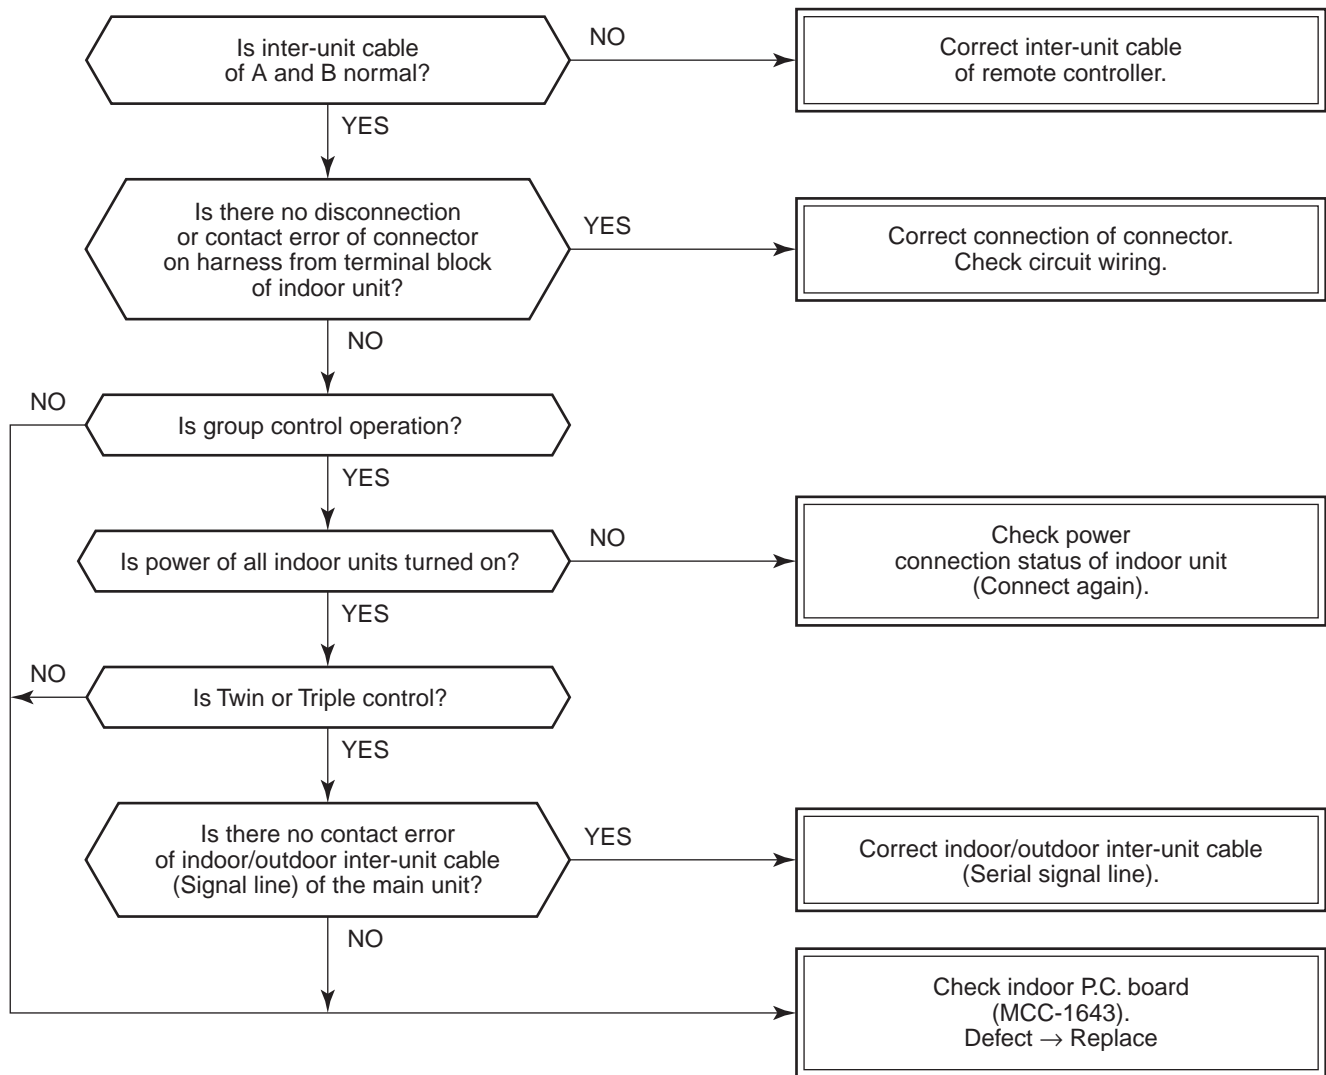 Is inter-unit cable
of A and B normal?
NO
Correct inter-unit cable
of remote controller.
YES
Is there no disconnection
or contact error of connector
on harness from terminal block
of indoor unit?
YES
Correct connection of connector.
Check circuit wiring.
NO
Is group control operation?
NO
YES
Is power of all indoor units turned on?
NO
Check power
connection status of indoor unit
(Connect again).
YES
Is Twin or Triple control?
NO
YES
Is there no contact error
of indoor/outdoor inter-unit cable
(Signal line) of the main unit?
YES
Correct indoor/outdoor inter-unit cable
(Serial signal line).
NO
Check indoor P.C. board
(MCC-1643).
Defect → Replace